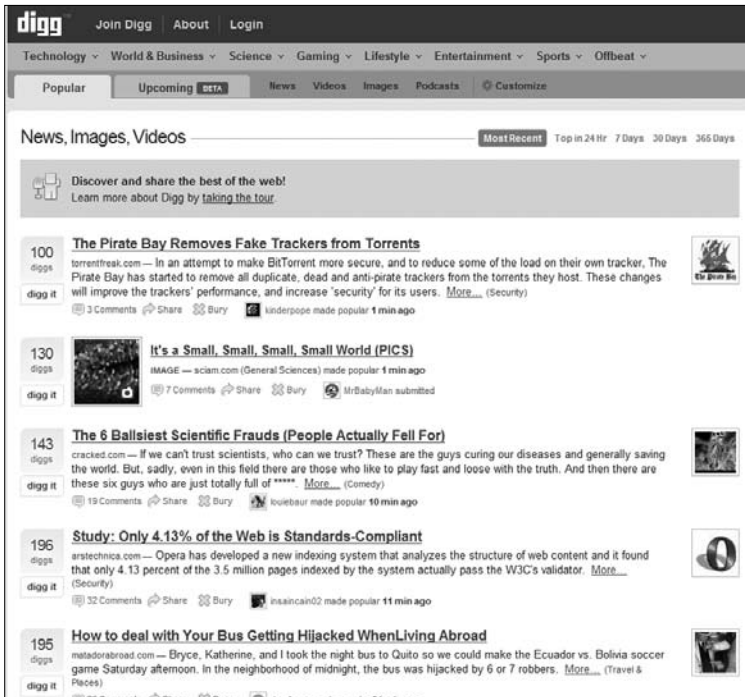 digg Join Digg About Login
Technology World & Business Science Gaming Lifestyle Entertainment Sports Offbeat
Popular Upcoming BETA News Videos Images Podcasts Customize
News, Images, Videos Most Recent Top in 24 Hr 7 Days 30 Days 365 Days
Discover and share the best of the web!
Learn more about Digg by taking the tour.
100 diggs digg it
The Pirate Bay Removes Fake Trackers from Torrents
torrentfreak.com — In an attempt to make BitTorrent more secure, and to reduce some of the load on their own tracker, The
Pirate Bay has started to remove all duplicate, dead and anti-pirate trackers from the torrents they host. These changes
will improve the trackers' performance, and increase 'security' for its users. More... (Security)
3 Comments Share Bury kinderpope made popular 1 min ago
The Pirate Bay
130 diggs digg it
It's a Small, Small, Small, Small World (PICS)
IMAGE — sciam.com (General Sciences) made popular 1 min ago
7 Comments Share Bury MrBabyMan submitted
143 diggs digg it
The 6 Ballsiest Scientific Frauds (People Actually Fell For)
cracked.com — If we can't trust scientists, who can we trust? These are the guys curing our diseases and generally saving
the world. But, sadly, even in this field there are those who like to play fast and loose with the truth. And then there are
these six guys who are just totally full of *****. More... (Comedy)
19 Comments Share Bury louiebaur made popular 10 min ago
196 diggs digg it
Study: Only 4.13% of the Web is Standards-Compliant
arstechnica.com — Opera has developed a new indexing system that analyzes the structure of web content and it found
that only 4.13 percent of the 3.5 million pages indexed by the system actually pass the W3C's validator. More...
(Security)
32 Comments Share Bury insaincain02 made popular 11 min ago
195 diggs digg it
How to deal with Your Bus Getting Hijacked WhenLiving Abroad
matadorabroad.com — Bryce, Katherine, and I took the night bus to Quito so we could make the Ecuador vs. Bolivia soccer
game Saturday afternoon. In the neighborhood of midnight, the bus was hijacked by 6 or 7 robbers. More... (Travel &
Places)